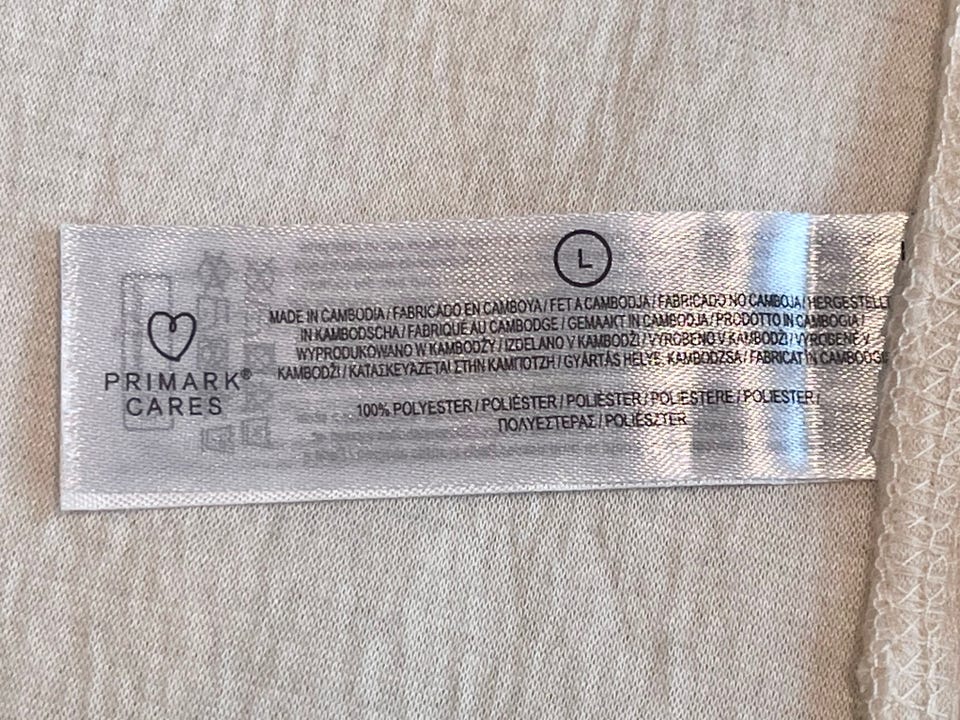 L
MADE IN CAMBODIA / FABRICADO EN CAMBOYA / FET A CAMBODJA / FABRICADO NO CAMBOJA / HERGESTELLT
IN KAMBODSCHA / FABRIQUÉ AU CAMBODGE / GEMAAKT IN CAMBODJA / PRODOTTO IN CAMBOGIA /
WYPRODUKOWANO W KAMBODŻY / IZDELANO V KAMBODŽI / VYROBENO V KAMBODŽI / VYROBENÉ V
KAMBODŽI / ΚΑΤΑΣΚΕΥΑΖΕΤΑΙ ΣΤΗΝ ΚΑΜΠΟΤΖΗ / GYÁRTÁS HELYE: KAMBODZSA / FABRICAT ÎN CAMBODGIA
100% POLYESTER / POLIÉSTER / POLIÈSTER / POLIESTERE / POLIESTER /
ΠΟΛΥΕΣΤΕΡΑΣ / POLIÉSZTER
PRIMARK®
CARES